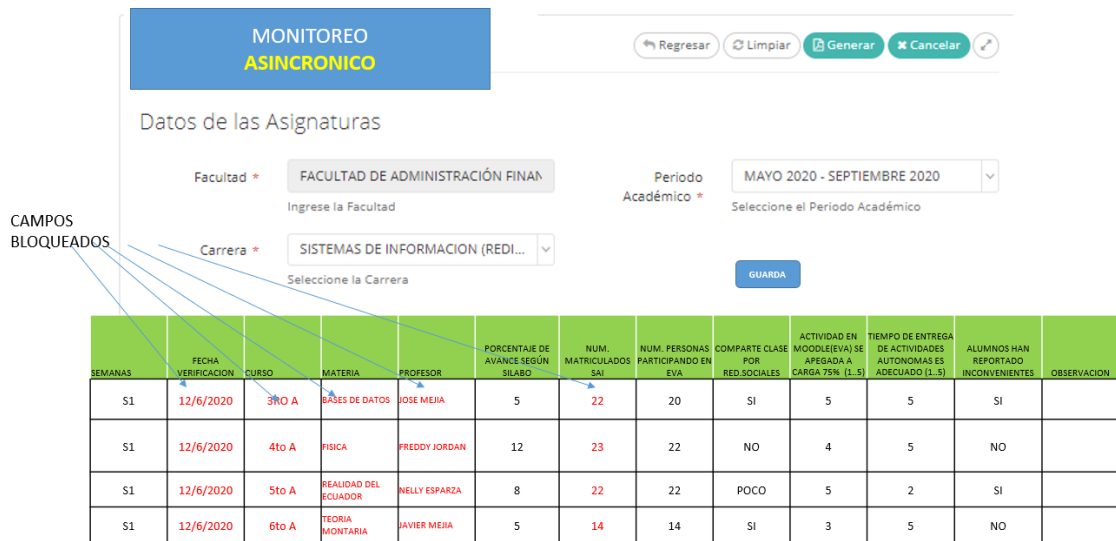 MONITOREO
ASINCRONICO
Regresar
Limpiar
Generar
Cancelar
Datos de las Asignaturas
Facultad *
FACULTAD DE ADMINISTRACIÓN FINAN
Ingrese la Facultad
Periodo
Académico *
MAYO 2020 - SEPTIEMBRE 2020
Seleccione el Periodo Académico
CAMPOS
BLOQUEADOS
Carrera *
SISTEMAS DE INFORMACION (REDI...
Seleccione la Carrera
GUARDA
SEMANAS
FECHA
VERIFICACION
CURSO
MATERIA
PROFESOR
PORCENTAJE DE
AVANCE SEGÚN
SILABO
NUM.
MATRICULADOS
SAI
NUM. PERSONAS
PARTICIPANDO EN
EVA
COMPARTE CLASE
POR
RED.SOCIALES
ACTIVIDAD EN
MOODLE(EVA) SE
APEGADA A
CARGA 75% (1..5)
TIEMPO DE ENTREGA
DE ACTIVIDADES
AUTONOMAS ES
ADECUADO (1..5)
ALUMNOS HAN
REPORTADO
INCONVENIENTES
OBSERVACION
S1 12/6/2020 3RO A BASES DE DATOS JOSE MEJIA 5 22 20 SI 5 5 SI
S1 12/6/2020 4to A FISICA FREDDY JORDAN 12 23 22 NO 4 5 NO
S1 12/6/2020 5to A REALIDAD DEL
ECUADOR NELLY ESPARZA 8 22 22 POCO 5 2 SI
S1 12/6/2020 6to A TEORIA
MONTARIA JAVIER MEJIA 5 14 14 SI 3 5 NO